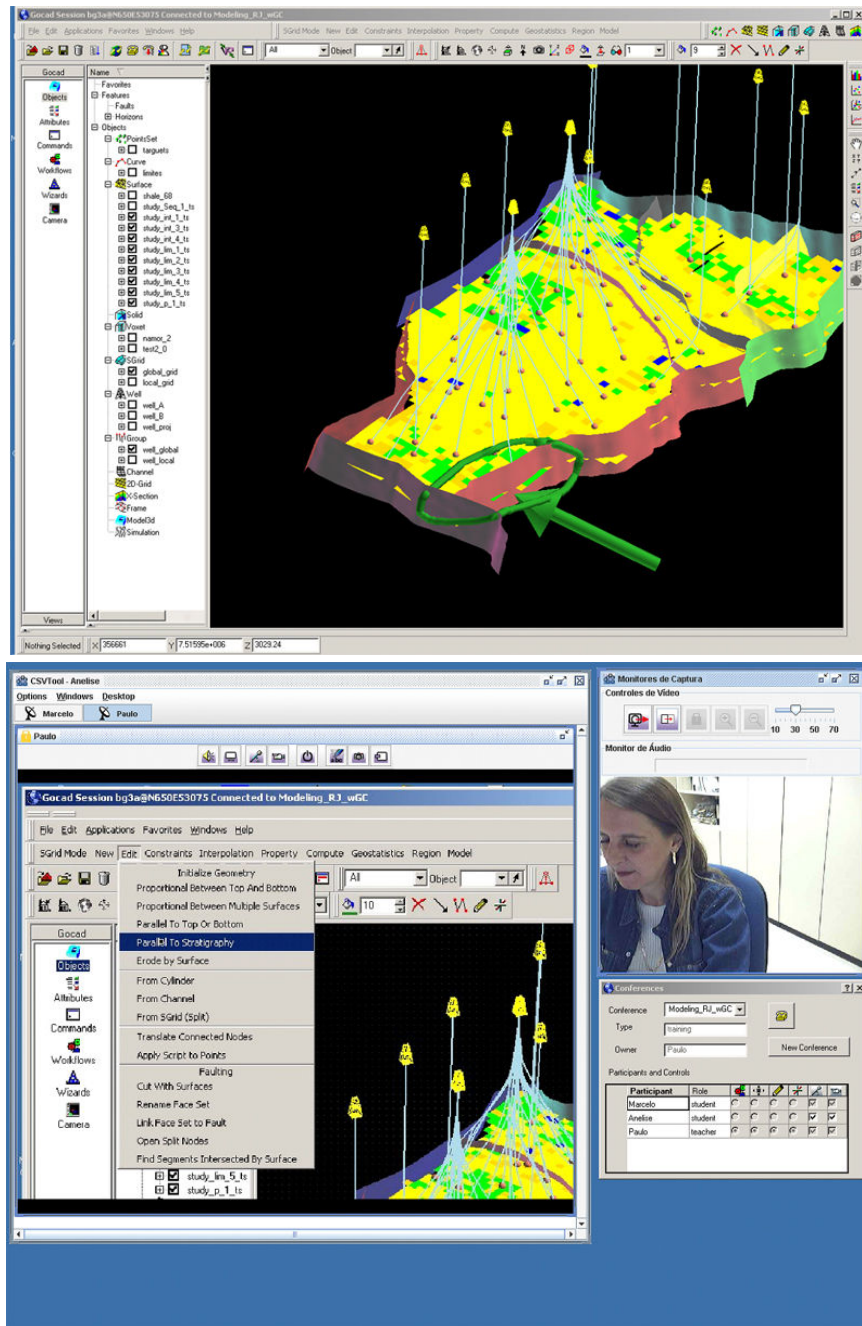 Gocad Session bg3a@N650E53075 Connected to Modeling_RJ_wGC
File Edit Applications Favorites Windows Help
SGrid Mode New Edit Constraints Interpolation Property Compute Geostatistics Region Model
All Object 1 9
Gocad
Objects
Attributes
Commands
Workflows
Wizards
Camera
Views
Name
Favorites
Features
Faults
Horizons
Objects
PointsSet
targuets
Curve
limites
Surface
shale_68
study_Seq_1_ts
study_int_1_ts
study_int_3_ts
study_int_4_ts
study_lim_1_ts
study_lim_2_ts
study_lim_3_ts
study_lim_4_ts
study_lim_5_ts
study_p_1_ts
Solid
Voxet
namor_2
test2_0
SGrid
global_grid
local_grid
Well
well_A
well_B
well_proj
Group
well_global
well_local
Channel
2D-Grid
X-Section
Frame
Model3d
Simulation
Nothing Selected X 356661 Y 7.51595e+006 Z 3029.24
CSVTool - Anelise
Options Windows Desktop
Marcelo Paulo
Paulo
Gocad Session bg3a@N650E53075 Connected to Modeling_RJ_wGC
File Edit Applications Favorites Windows Help
SGrid Mode New Edit Constraints Interpolation Property Compute Geostatistics Region Model
All Object
10
Gocad
Objects
Attributes
Commands
Workflows
Wizards
Camera
Initialize Geometry
Proportional Between Top And Bottom
Proportional Between Multiple Surfaces
Parallel To Top Or Bottom
Parallel To Stratigraphy
Erode by Surface
From Cylinder
From Channel
From SGrid (Split)
Translate Connected Nodes
Apply Script to Points
Faulting
Cut With Surfaces
Rename Face Set
Link Face Set to Fault
Open Split Nodes
Find Segments Intersected By Surface
study_lim_5_ts
study_p_1_ts
Monitores de Captura
Controles de Vídeo
10 30 50 70
Monitor de Áudio
Conferences
Conference Modeling_RJ_wGC
Type training
Owner Paulo New Conference
Participants and Controls
Participant Role
Marcelo student
Anelise student
Paulo teacher